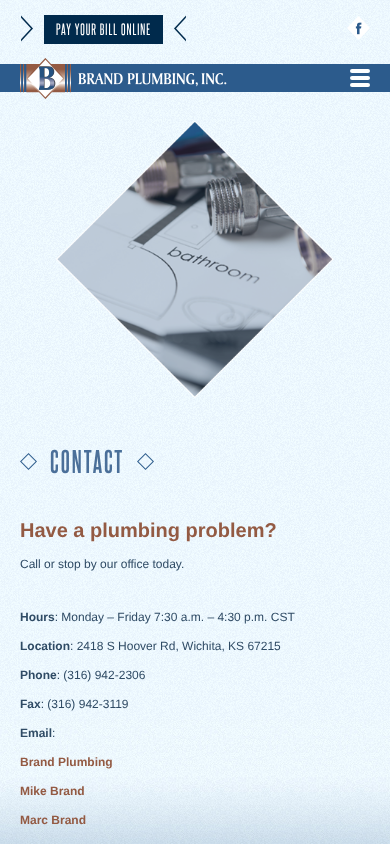 PAY YOUR BILL ONLINE
f
B
BRAND PLUMBING, INC.
bathroom
CONTACT
Have a plumbing problem?
Call or stop by our office today.
Hours: Monday – Friday 7:30 a.m. – 4:30 p.m. CST
Location: 2418 S Hoover Rd, Wichita, KS 67215
Phone: (316) 942-2306
Fax: (316) 942-3119
Email:
Brand Plumbing
Mike Brand
Marc Brand